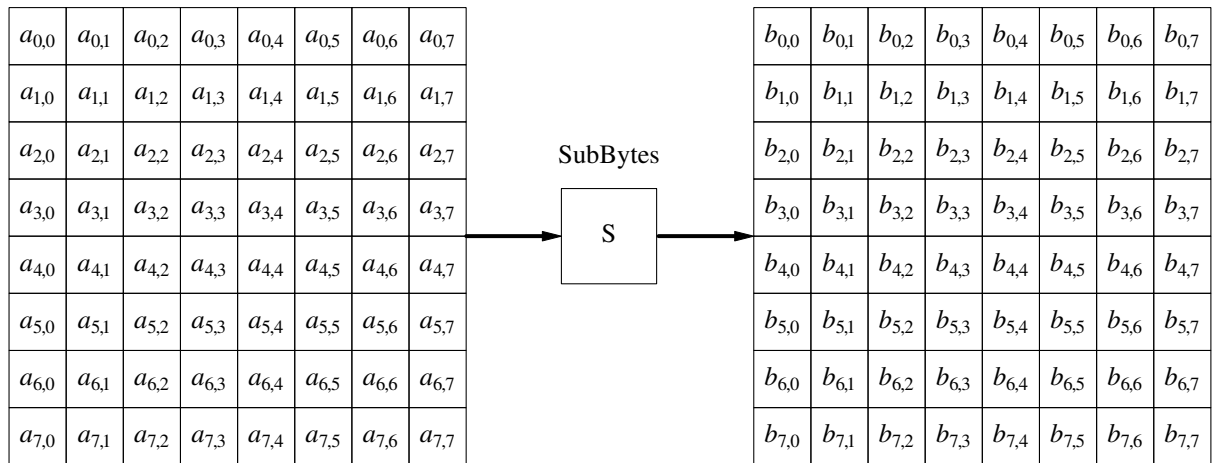 a0,0 a0,1 a0,2 a0,3 a0,4 a0,5 a0,6 a0,7
a1,0 a1,1 a1,2 a1,3 a1,4 a1,5 a1,6 a1,7
a2,0 a2,1 a2,2 a2,3 a2,4 a2,5 a2,6 a2,7
a3,0 a3,1 a3,2 a3,3 a3,4 a3,5 a3,6 a3,7
a4,0 a4,1 a4,2 a4,3 a4,4 a4,5 a4,6 a4,7
a5,0 a5,1 a5,2 a5,3 a5,4 a5,5 a5,6 a5,7
a6,0 a6,1 a6,2 a6,3 a6,4 a6,5 a6,6 a6,7
a7,0 a7,1 a7,2 a7,3 a7,4 a7,5 a7,6 a7,7
SubBytes
S
b0,0 b0,1 b0,2 b0,3 b0,4 b0,5 b0,6 b0,7
b1,0 b1,1 b1,2 b1,3 b1,4 b1,5 b1,6 b1,7
b2,0 b2,1 b2,2 b2,3 b2,4 b2,5 b2,6 b2,7
b3,0 b3,1 b3,2 b3,3 b3,4 b3,5 b3,6 b3,7
b4,0 b4,1 b4,2 b4,3 b4,4 b4,5 b4,6 b4,7
b5,0 b5,1 b5,2 b5,3 b5,4 b5,5 b5,6 b5,7
b6,0 b6,1 b6,2 b6,3 b6,4 b6,5 b6,6 b6,7
b7,0 b7,1 b7,2 b7,3 b7,4 b7,5 b7,6 b7,7